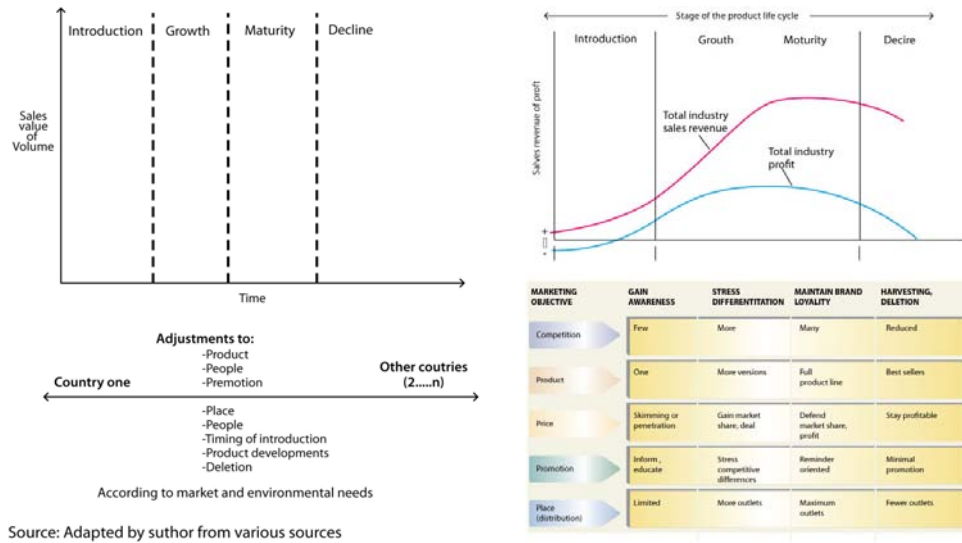 Introduction Growth Maturity Decline
Sales
value
of
Volume
Time
Adjustments to:
-Product
-People
-Premotion
Country one
Other coutries
(2.....n)
-Place
-People
-Timing of introduction
-Product developments
-Deletion
According to market and environmental needs
Source: Adapted by suthor from various sources
Stage of the product life cycle
Introduction Grouth Moturity Decire
Salves revenue of proft
Total industry
sales revenue
Total industry
profit
+
-
MARKETING
OBJECTIVE
GAIN
AWARENESS
STRESS
DIFFERENTITATION
MAINTAIN BRAND
LOYALITY
HARVESTING,
DELETION
Competition
Few
More
Many
Reduced
Product
One
More versions
Full
product line
Best sellers
Price
Skimming or
penetration
Gain market
share, deal
Defend
market share,
profit
Stay profitable
Promotion
Inform ,
educate
Stress
competitive
differences
Reminder
oriented
Minimal
promotion
Place
(distribution)
Limited
More outlets
Maximum
outlets
Fewer outlets